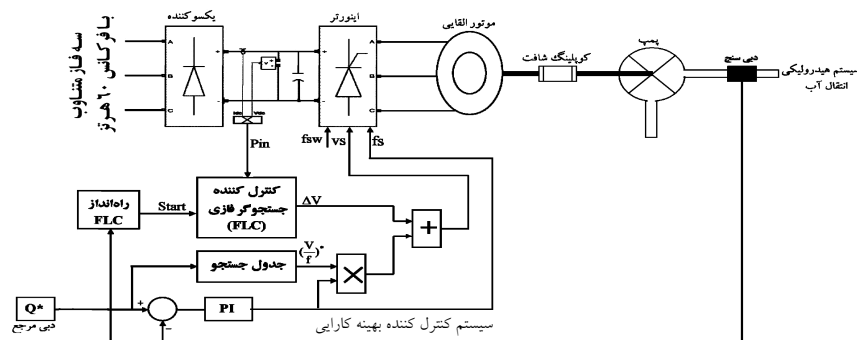 یکسوکننده
اینورتر
موتور القایی
کوپلینگ شافت
پمپ
دبی سنج
سیستم هیدرولیکی
انتقال آب
سه فاز متناوب
با فرکانس ۶۰ هرتز
A
B
C
+
-
+
-
V
A
B
C
Pin
fsw
vs
fs
راه‌انداز
FLC
Start
کنترل کننده
جستجوگر فازی
(FLC)
ΔV
+
جدول جستجو
(V/f)*
×
Q*
دبی مرجع
+
−
PI
سیستم کنترل کننده بهینه کارایی